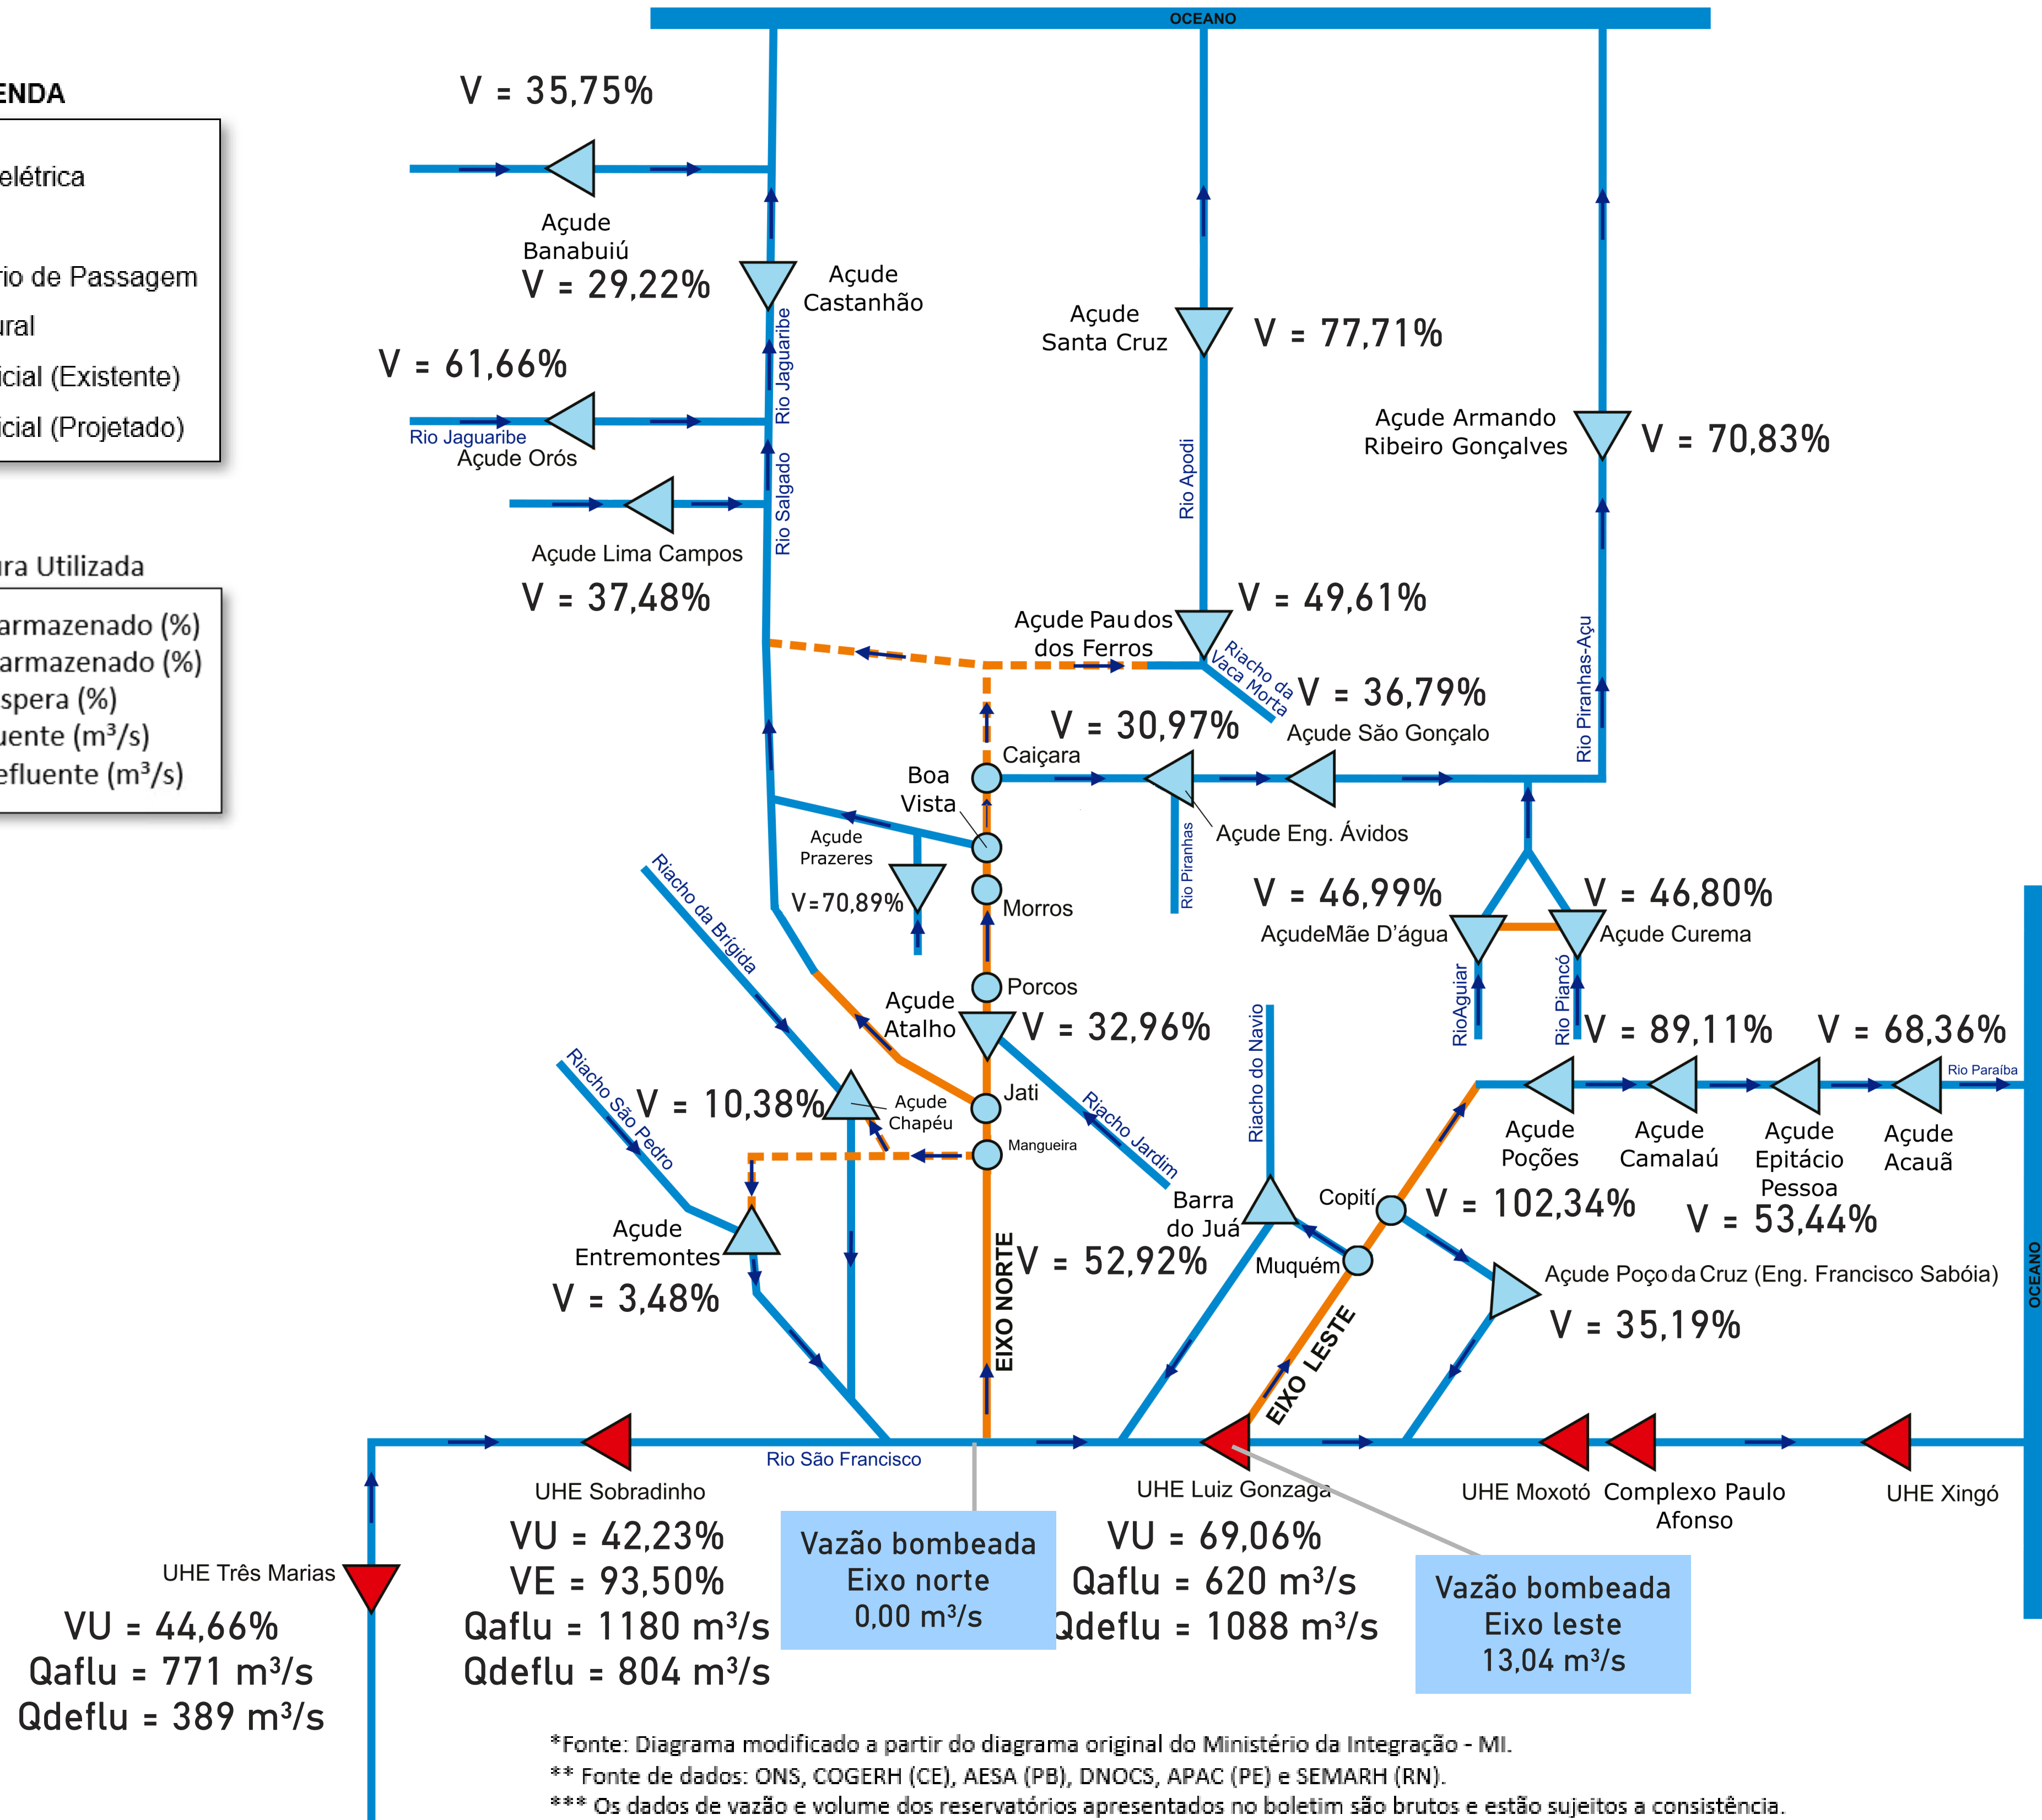 OCEANO
ENDA
elétrica
rio de Passagem
ural
icial (Existente)
icial (Projetado)
ura Utilizada
armazenado (%)
armazenado (%)
spera (%)
uente (m³/s)
efluente (m³/s)
V = 35,75%
Açude
Banabuiú
V = 29,22%
Açude
Castanhão
Rio Jaguaribe
V = 61,66%
Rio Jaguaribe
Açude Orós
Rio Salgado
Açude Lima Campos
V = 37,48%
Açude
Santa Cruz
V = 77,71%
Rio Apodi
Açude Armando
Ribeiro Gonçalves
V = 70,83%
Açude Pau dos
dos Ferros
V = 49,61%
Riacho da
Vaca Morta
V = 36,79%
Açude São Gonçalo
V = 30,97%
Rio Piranhas-Açu
Caiçara
Boa
Vista
Açude Eng. Ávidos
Rio Piranhas
Açude
Prazeres
V=70,89%
Morros
Riacho da Brígida
V = 46,99%
AçudeMãe D'água
V = 46,80%
Açude Curema
RioAguiar
Rio Piancó
Porcos
Açude
Atalho
V = 32,96%
Riacho São Pedro
V = 10,38%
Açude
Chapéu
Jati
Mangueira
Riacho Jardim
Riacho do Navio
V = 89,11%
V = 68,36%
Rio Paraíba
Açude
Poções
Açude
Camalaú
Açude
Epitácio
Pessoa
Açude
Acauã
V = 102,34%
V = 53,44%
Copití
Barra
do Juá
Muquém
V = 52,92%
Açude
Entremontes
V = 3,48%
EIXO NORTE
EIXO LESTE
Açude Poço da Cruz (Eng. Francisco Sabóia)
V = 35,19%
OCEANO
Rio São Francisco
UHE Sobradinho
VU = 42,23%
VE = 93,50%
Qaflu = 1180 m³/s
Qdeflu = 804 m³/s
Vazão bombeada
Eixo norte
0,00 m³/s
UHE Luiz Gonzaga
VU = 69,06%
Qaflu = 620 m³/s
Qdeflu = 1088 m³/s
Vazão bombeada
Eixo leste
13,04 m³/s
UHE Moxotó
Complexo Paulo
Afonso
UHE Xingó
UHE Três Marias
VU = 44,66%
Qaflu = 771 m³/s
Qdeflu = 389 m³/s
*Fonte: Diagrama modificado a partir do diagrama original do Ministério da Integração - MI.
** Fonte de dados: ONS, COGERH (CE), AESA (PB), DNOCS, APAC (PE) e SEMARH (RN).
*** Os dados de vazão e volume dos reservatórios apresentados no boletim são brutos e estão sujeitos a consistência.